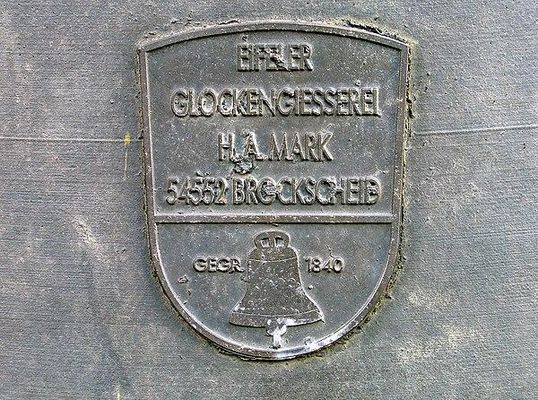 EIFELER
GLOCKENGIESSEREI
H. A. MARK
54552 BROCKSCHEID
GEGR. 1840